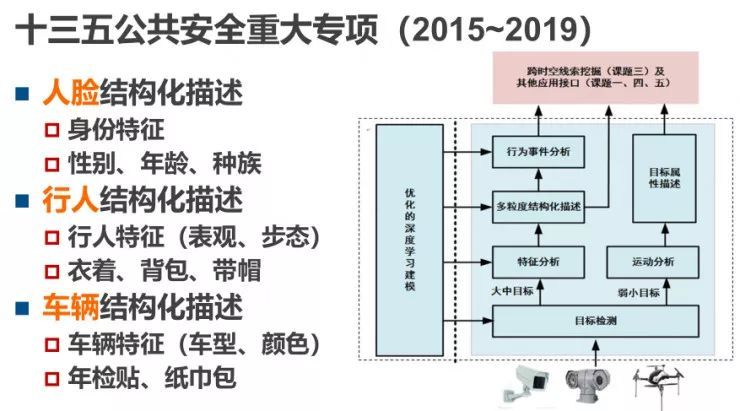 十三五公共安全重大专项（2015~2019）
人脸结构化描述
身份特征
性别、年龄、种族
行人结构化描述
行人特征（表观、步态）
衣着、背包、带帽
车辆结构化描述
车辆特征（车型、颜色）
年检贴、纸巾包
跨时空线索挖掘（课题三）及
其他应用接口（课题一、四、五）
优化的深度学习建模
行为事件分析
多粒度结构化描述
特征分析
大中目标
目标属
性描述
运动分析
弱小目标
目标检测